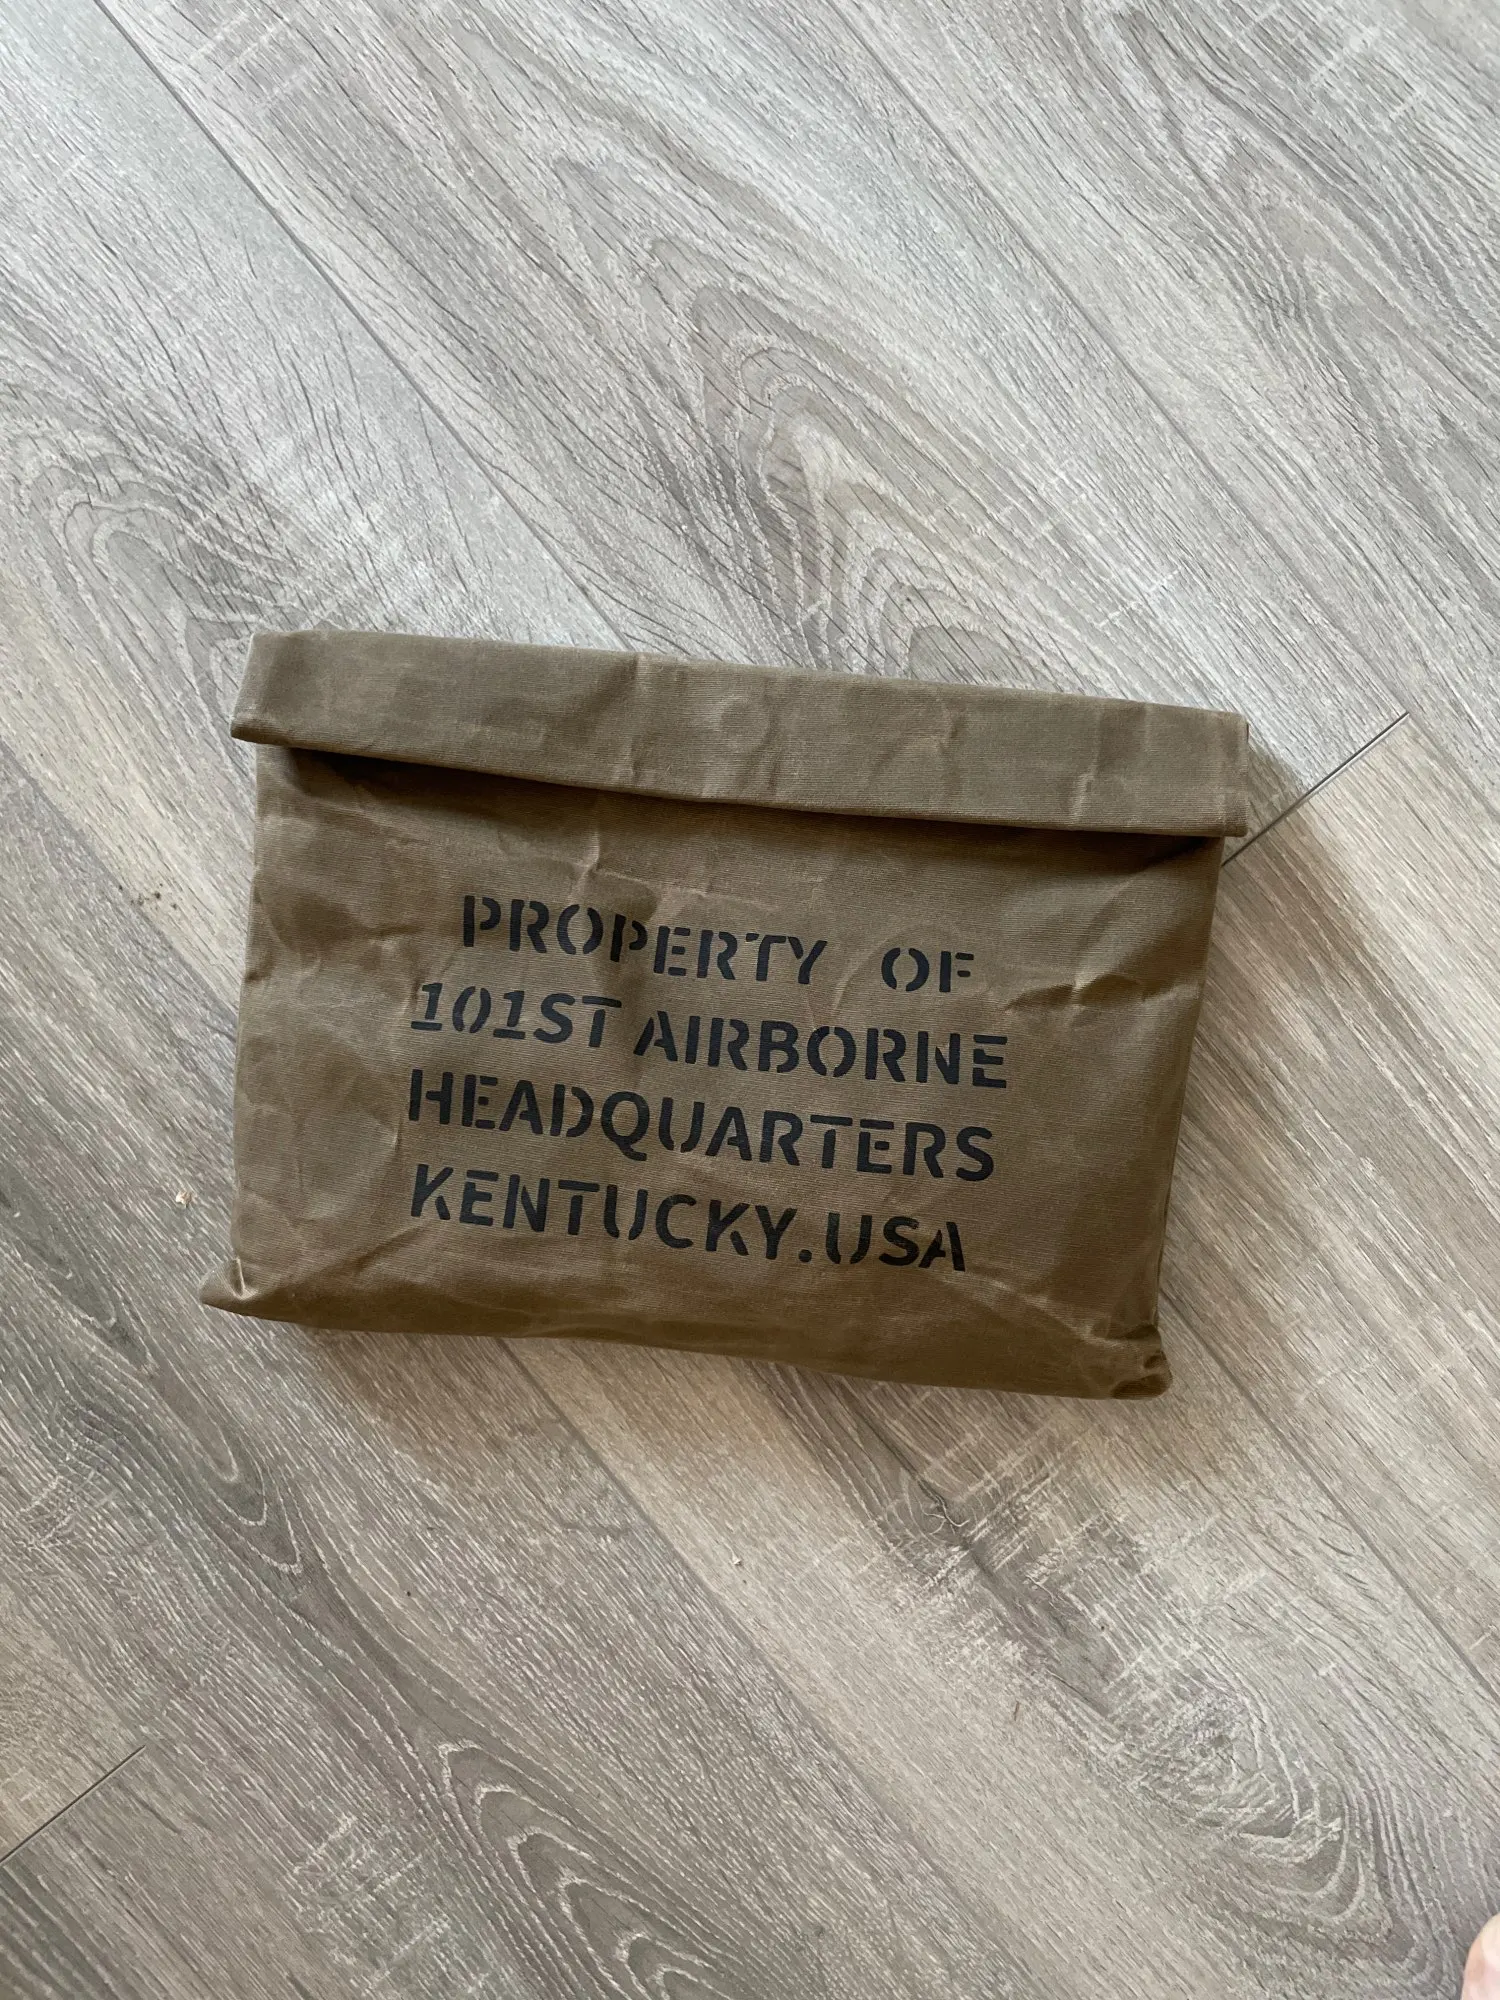 PROPERTY OF
101ST AIRBORNE
HEADQUARTERS
KENTUCKY.USA